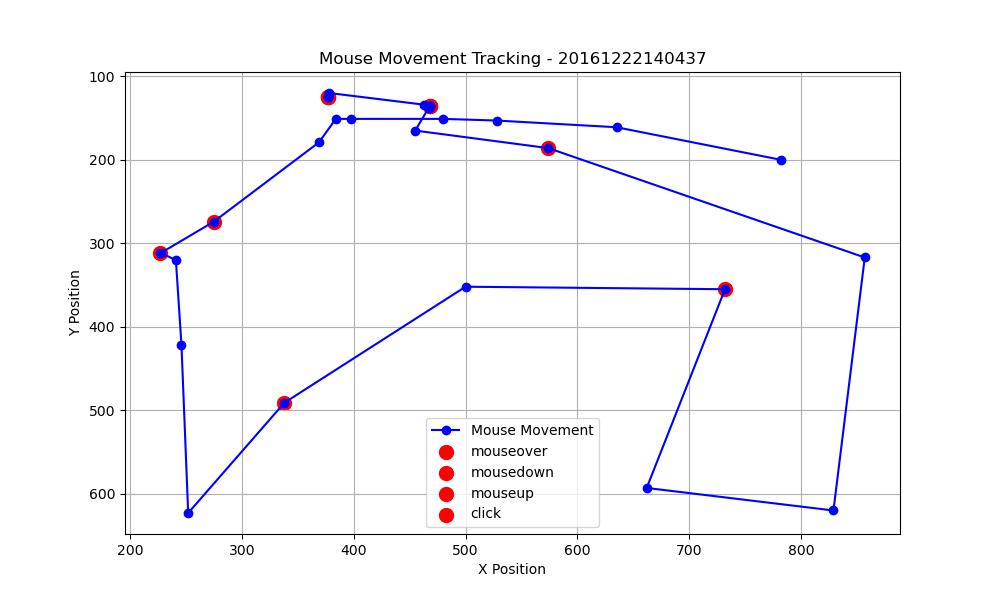 Mouse Movement Tracking - 20161222140437
Y Position
100
200
300
400
500
600
Mouse Movement
mouseover
mousedown
mouseup
click
200 300 400 500 600 700 800
X Position